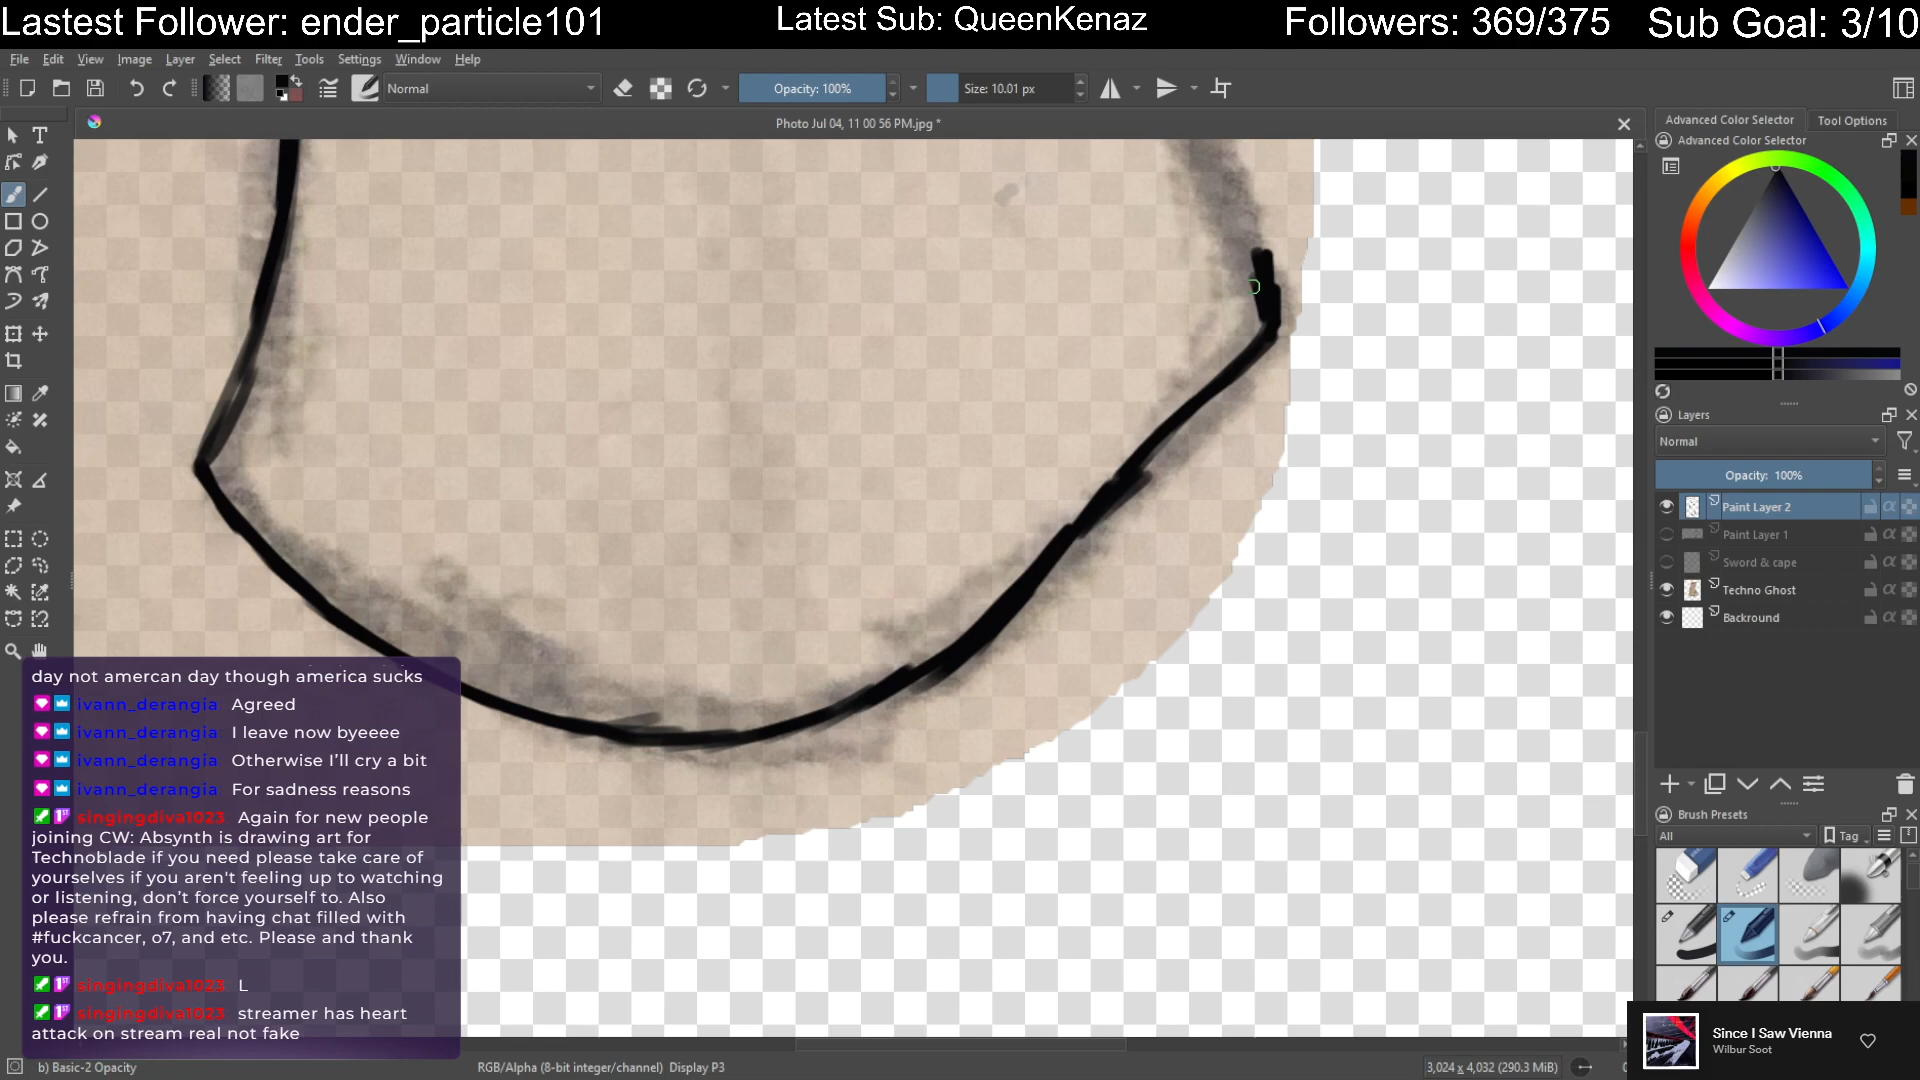 Lastest Follower: ender_particle101
Latest Sub: QueenKenaz
Followers: 369/375
Sub Goal: 3/10
File Edit View Image Layer Select Filter Tools Settings Window Help
Normal
Opacity: 100%
Size: 10.01 px
Photo Jul 04, 11 00 56 PM.jpg *
Advanced Color Selector
Tool Options
Advanced Color Selector
Layers
Normal
Opacity: 100%
Paint Layer 2
Paint Layer 1
Sword & cape
Techno Ghost
Backround
Brush Presets
All
Tag
day not amercan day though america sucks
ivann_derangia: Agreed
ivann_derangia: I leave now byeeee
ivann_derangia: Otherwise I'll cry a bit
ivann_derangia: For sadness reasons
singingdiva1023: Again for new people
joining CW: Absynth is drawing art for
Technoblade if you need please take care of
yourselves if you aren't feeling up to watching
or listening, don't force yourself to. Also
please refrain from having chat filled with
#fuckcancer, o7, and etc. Please and thank
you.
singingdiva1023: L
singingdiva1023: streamer has heart
attack on stream real not fake
Since I Saw Vienna
Wilbur Soot
b) Basic-2 Opacity
RGB/Alpha (8-bit integer/channel) Display P3
3,024 x 4,032 (290.3 MiB)